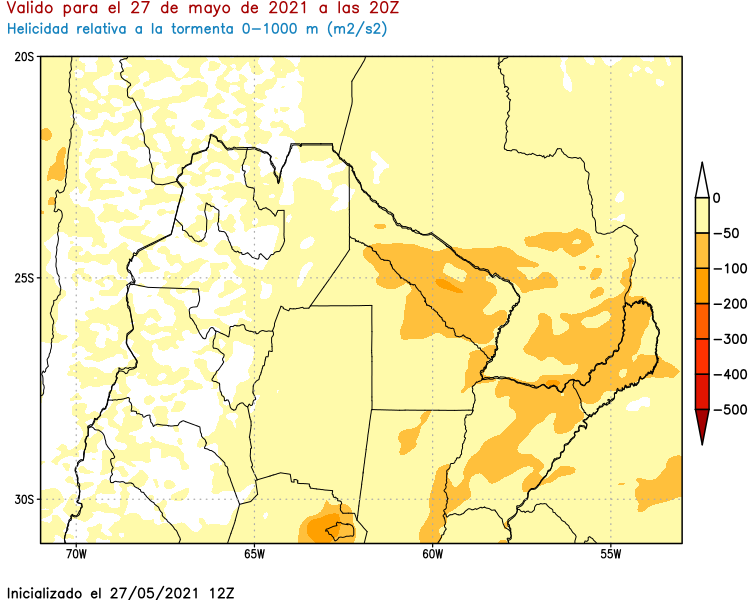 Valido para el 27 de mayo de 2021 a las 20Z
Helicidad relativa a la tormenta 0−1000 m (m2/s2)
20S
25S
30S
70W
65W
60W
55W
0
−50
−100
−200
−300
−400
−500
Inicializado el 27/05/2021 12Z